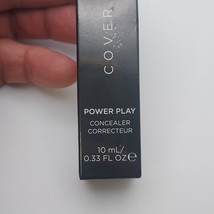 COVER
POWER PLAY
CONCEALER
CORRECTEUR
10 mL/
0.33 FL OZ℮